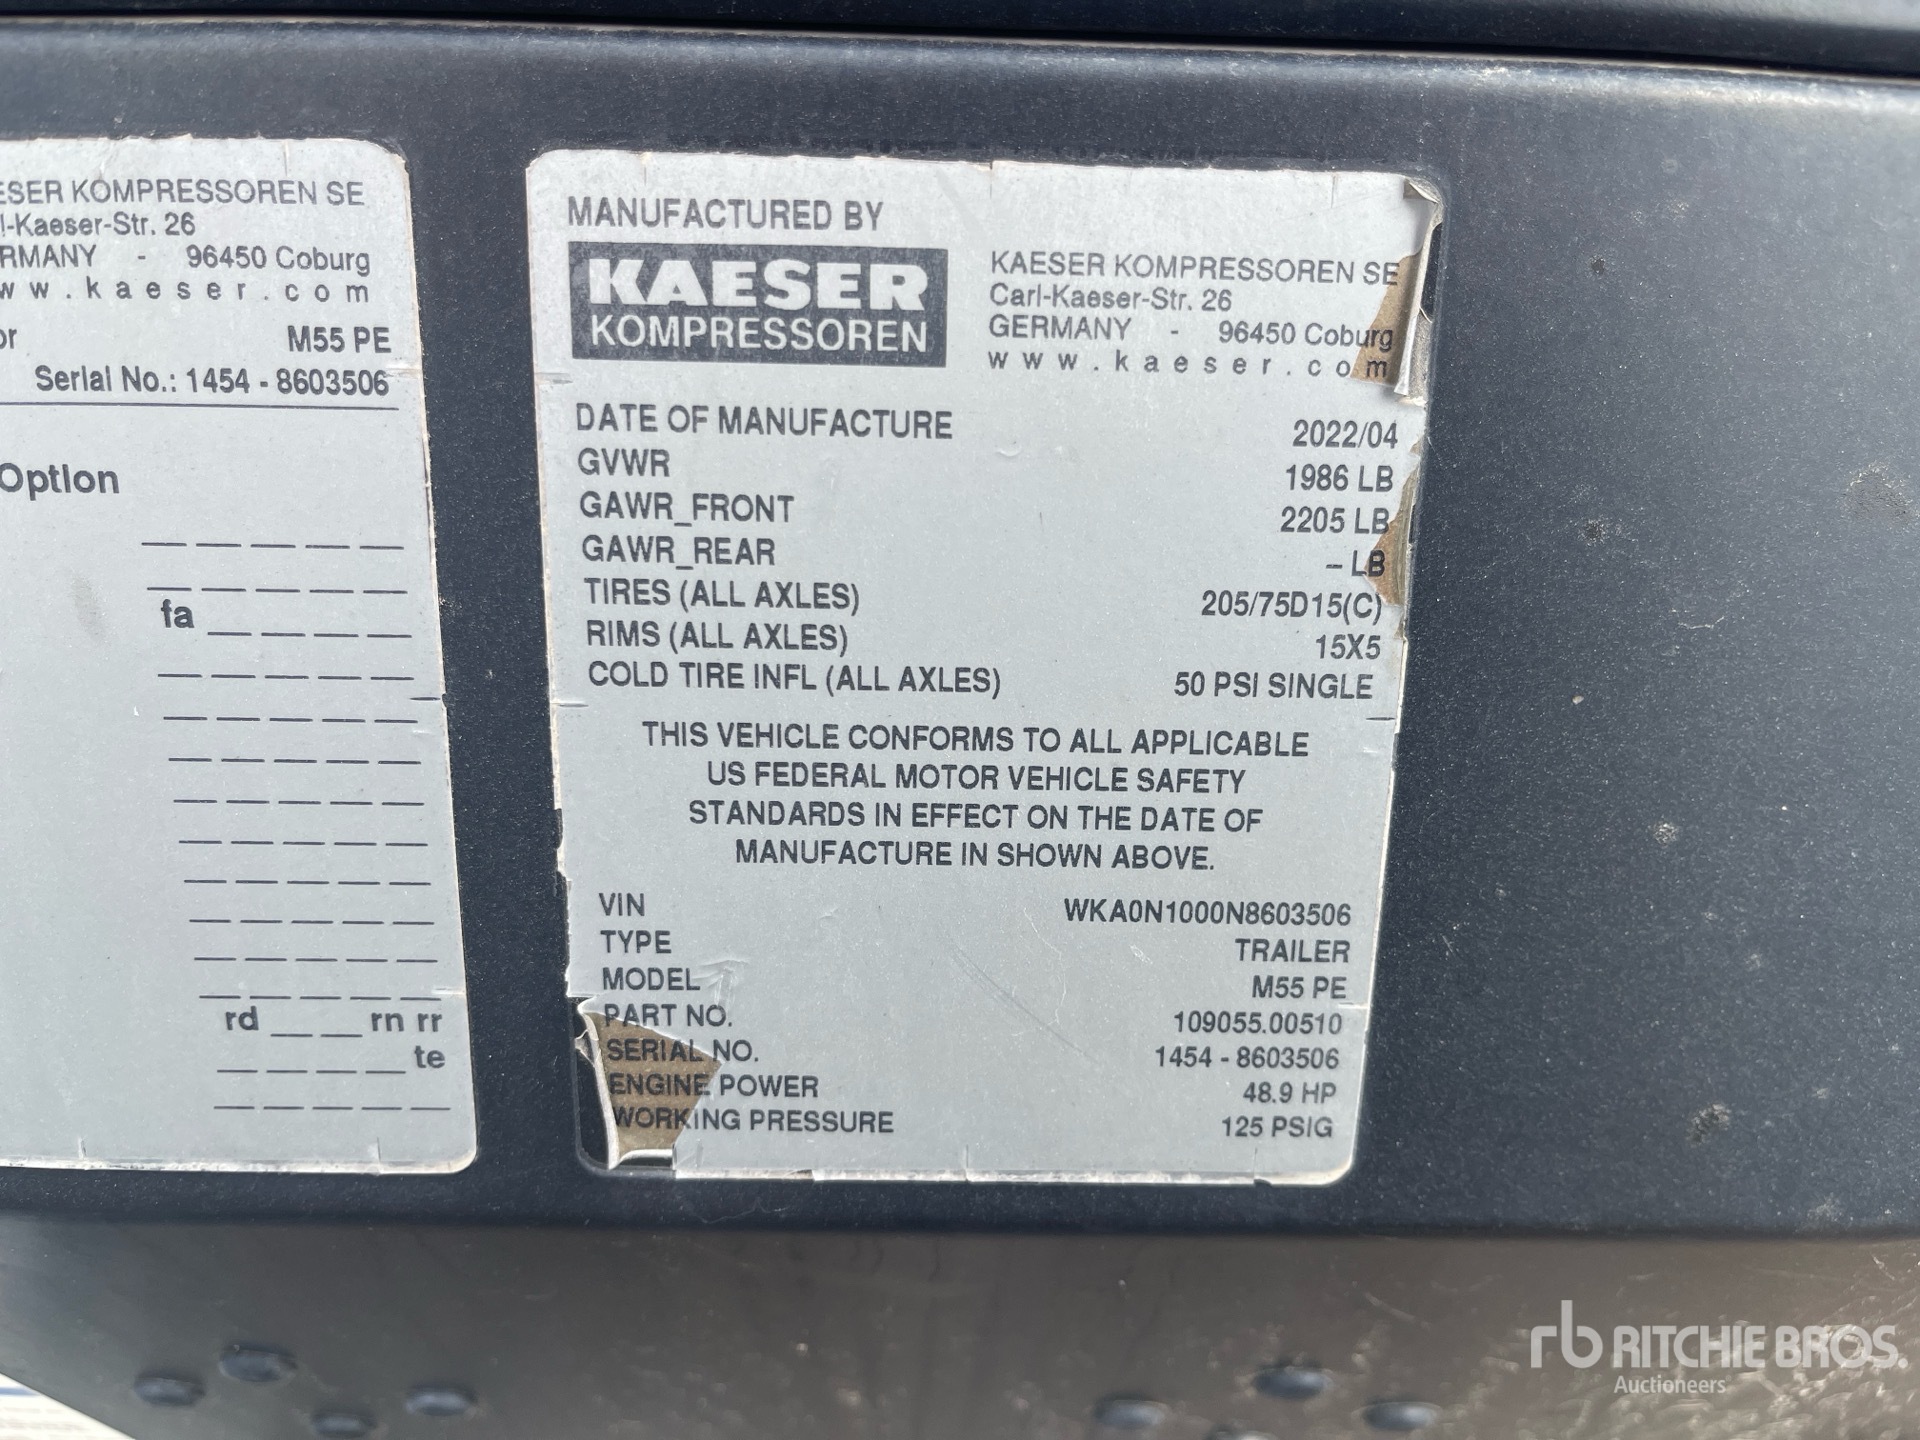 ESER KOMPRESSOREN SE
l-Kaeser-Str. 26
RMANY - 96450 Coburg
w w . k a e s e r . c o m
or M55 PE
Serial No.: 1454 - 8603506
Option
_ _ _ _ _
_ _ _ _ _
fa _ _ _ _
_ _ _ _ _
_ _ _ _ _
_ _ _ _ _
_ _ _ _ _
_ _ _ _ _
_ _ _ _ _
_ _ _ _ _
_ _ _ _ _
_ _ _ _ _
rd _ _ rn rr
_ _ _ _ te
_ _ _ _ _
MANUFACTURED BY
KAESER
KOMPRESSOREN
KAESER KOMPRESSOREN SE
Carl-Kaeser-Str. 26
GERMANY - 96450 Coburg
w w w . k a e s e r . c o m
DATE OF MANUFACTURE 2022/04
GVWR 1986 LB
GAWR_FRONT 2205 LB
GAWR_REAR – LB
TIRES (ALL AXLES) 205/75D15(C)
RIMS (ALL AXLES) 15X5
COLD TIRE INFL (ALL AXLES) 50 PSI SINGLE
THIS VEHICLE CONFORMS TO ALL APPLICABLE
US FEDERAL MOTOR VEHICLE SAFETY
STANDARDS IN EFFECT ON THE DATE OF
MANUFACTURE IN SHOWN ABOVE.
VIN WKA0N1000N8603506
TYPE TRAILER
MODEL M55 PE
PART NO. 109055.00510
SERIAL NO. 1454 - 8603506
ENGINE POWER 48.9 HP
WORKING PRESSURE 125 PSIG
rb RITCHIE BROS.
Auctioneers